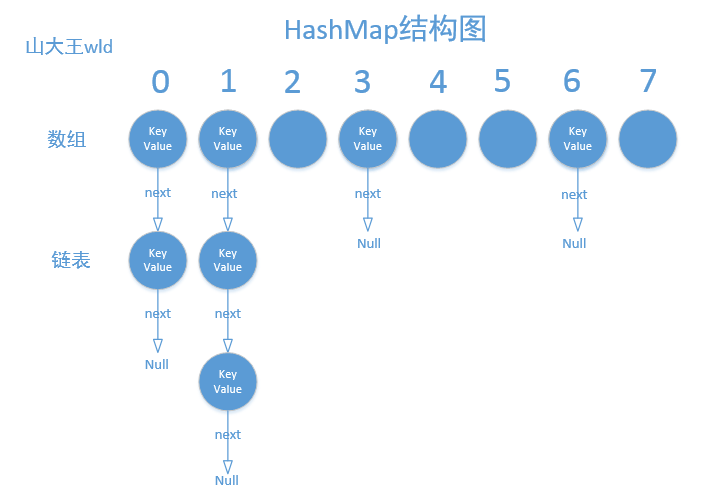 HashMap结构图
山大王wld
0 1 2 3 4 5 6 7
数组
Key Value Key Value Key Value Key Value
next next next next
Null Null
链表
Key Value Key Value
next next
Null
Key Value
next
Null